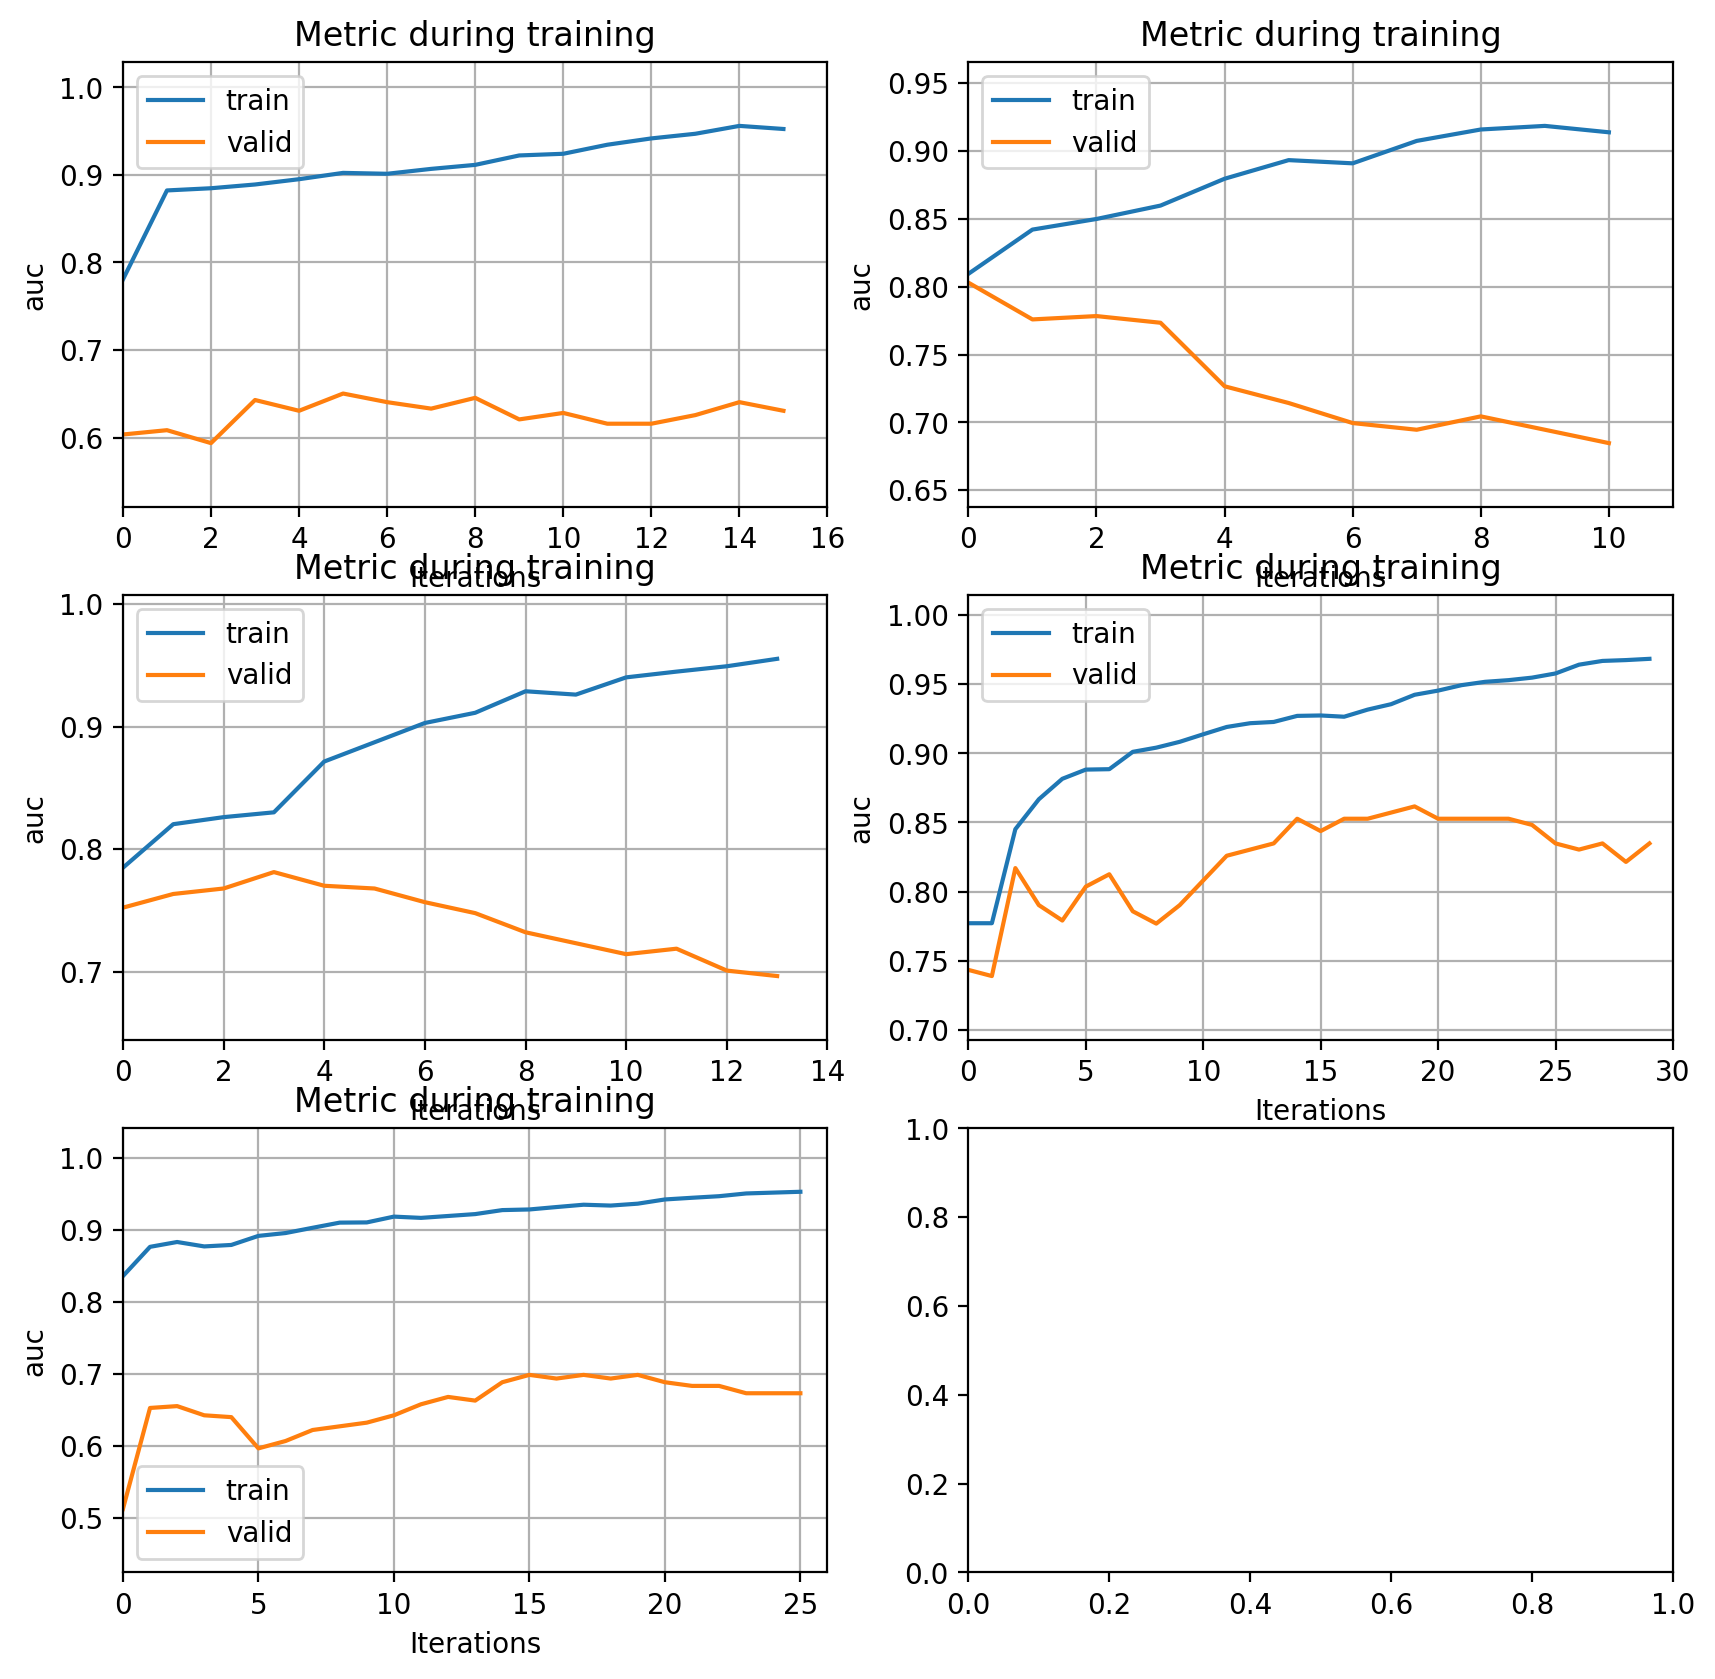 Metric during training
1.0
0.9
0.8
0.7
0.6
auc
train
valid
0 2 4 6 8 10 12 14 16
Iterations
Metric during training
0.95
0.90
0.85
0.80
0.75
0.70
0.65
auc
train
valid
0 2 4 6 8 10
Iterations
Metric during training
1.0
0.9
0.8
0.7
auc
train
valid
0 2 4 6 8 10 12 14
Iterations
Metric during training
1.00
0.95
0.90
0.85
0.80
0.75
0.70
auc
train
valid
0 5 10 15 20 25 30
Iterations
Metric during training
1.0
0.9
0.8
0.7
0.6
0.5
auc
train
valid
0 5 10 15 20 25
Iterations
1.0
0.8
0.6
0.4
0.2
0.0
0.0 0.2 0.4 0.6 0.8 1.0